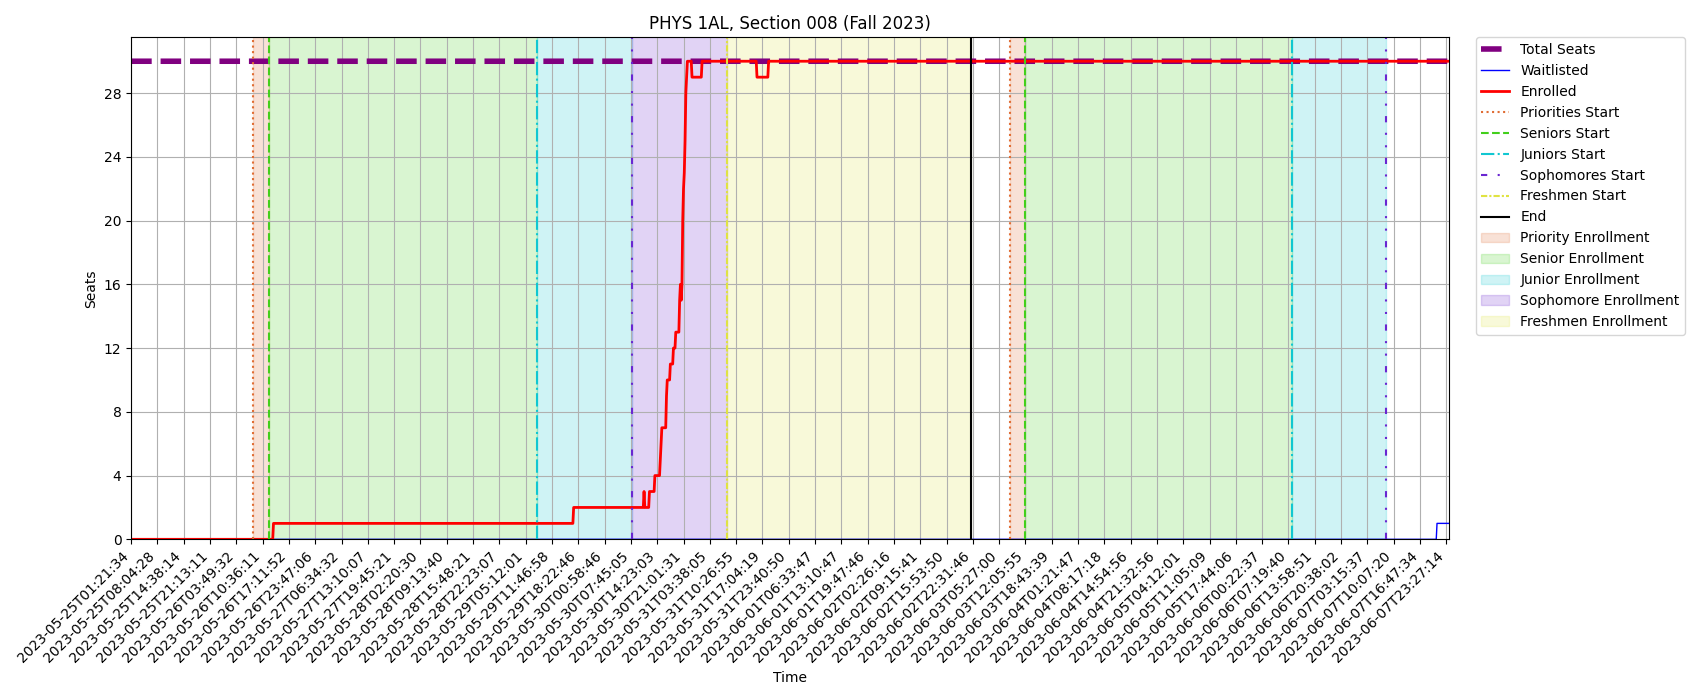 PHYS 1AL, Section 008 (Fall 2023)
Total Seats
Waitlisted
Enrolled
Priorities Start
Seniors Start
Juniors Start
Sophomores Start
Freshmen Start
End
Priority Enrollment
Senior Enrollment
Junior Enrollment
Sophomore Enrollment
Freshmen Enrollment
Seats
28
24
20
16
12
8
4
0
2023-05-25T01:21:34
2023-05-25T08:04:28
2023-05-25T14:38:14
2023-05-25T21:13:11
2023-05-26T03:49:32
2023-05-26T10:36:11
2023-05-26T17:11:52
2023-05-26T23:47:06
2023-05-27T06:34:32
2023-05-27T13:10:07
2023-05-27T19:45:21
2023-05-28T02:20:30
2023-05-28T09:13:40
2023-05-28T15:48:21
2023-05-28T22:23:07
2023-05-29T05:12:01
2023-05-29T11:46:58
2023-05-29T18:22:46
2023-05-30T00:58:46
2023-05-30T07:45:05
2023-05-30T14:23:03
2023-05-30T21:01:31
2023-05-31T03:38:05
2023-05-31T10:26:55
2023-05-31T17:04:19
2023-05-31T23:40:50
2023-06-01T06:33:47
2023-06-01T13:10:47
2023-06-01T19:47:46
2023-06-02T02:26:16
2023-06-02T09:15:41
2023-06-02T15:53:50
2023-06-02T22:31:46
2023-06-03T05:27:00
2023-06-03T12:05:55
2023-06-03T18:43:39
2023-06-04T01:21:47
2023-06-04T08:17:18
2023-06-04T14:54:56
2023-06-04T21:32:56
2023-06-05T04:12:01
2023-06-05T11:05:09
2023-06-05T17:44:06
2023-06-06T00:22:37
2023-06-06T07:19:40
2023-06-06T13:58:51
2023-06-06T20:38:02
2023-06-07T03:15:37
2023-06-07T10:07:20
2023-06-07T16:47:34
2023-06-07T23:27:14
Time